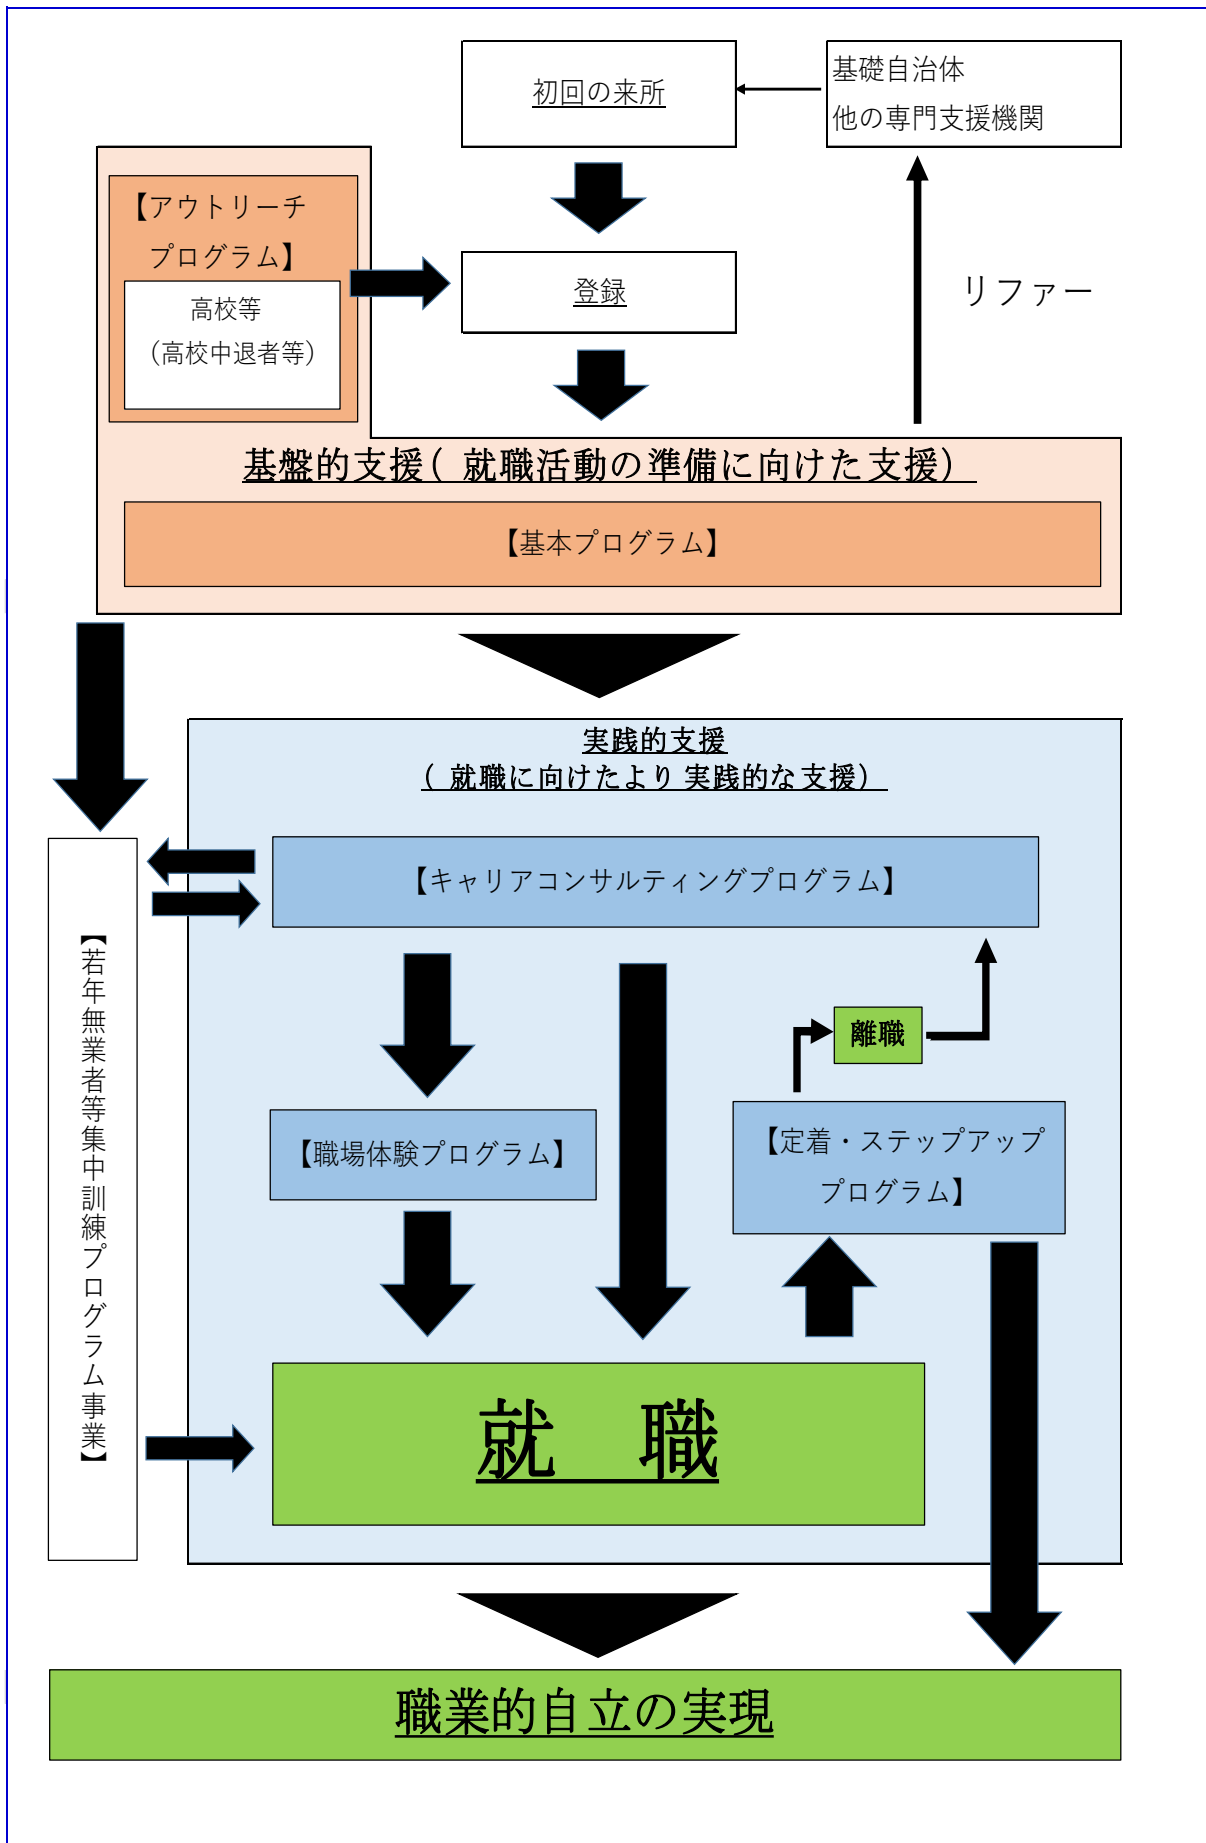 初回の来所
基礎自治体
他の専門支援機関
【アウトリーチ
プログラム】
高校等
（高校中退者等）
登録
リファー
基盤的支援（就職活動の準備に向けた支援）
【基本プログラム】
実践的支援
（就職に向けたより実践的な支援）
【キャリアコンサルティングプログラム】
【若年無業者等集中訓練プログラム事業】
離職
【職場体験プログラム】
【定着・ステップアップ
プログラム】
就　職
職業的自立の実現